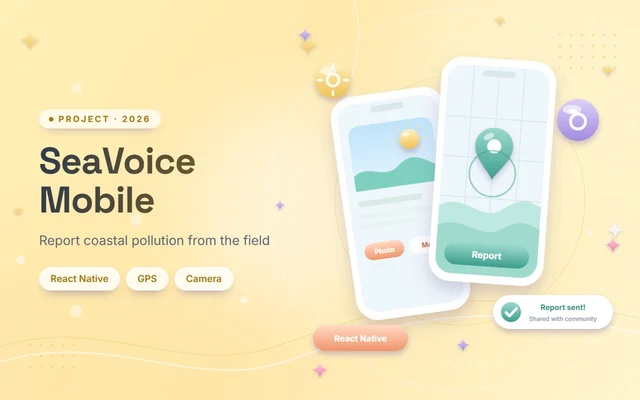 PROJECT · 2026
SeaVoice
Mobile
Report coastal pollution from the field
React Native
GPS
Camera
Photo
Report
Report sent!
Shared with community
React Native